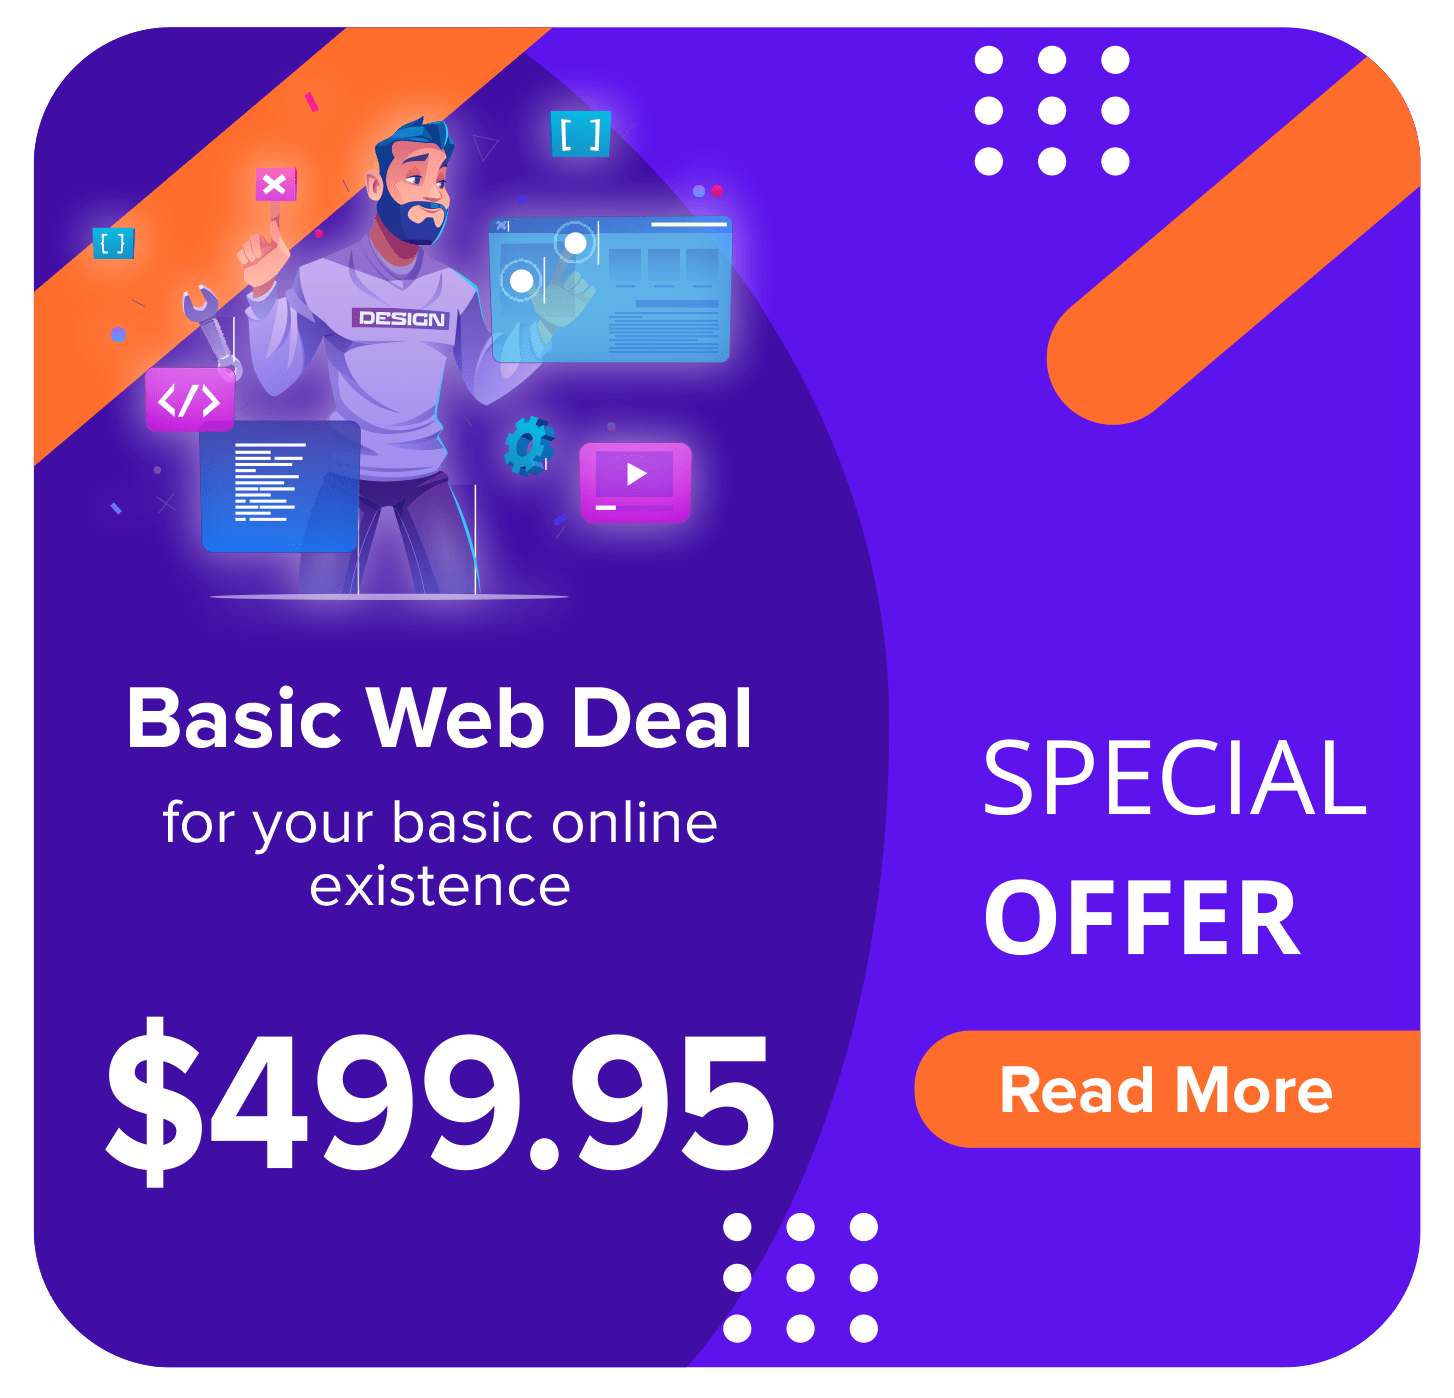 [ ]
{ }
DESIGN
</>
Basic Web Deal
for your basic online
existence
$499.95
SPECIAL
OFFER
Read More